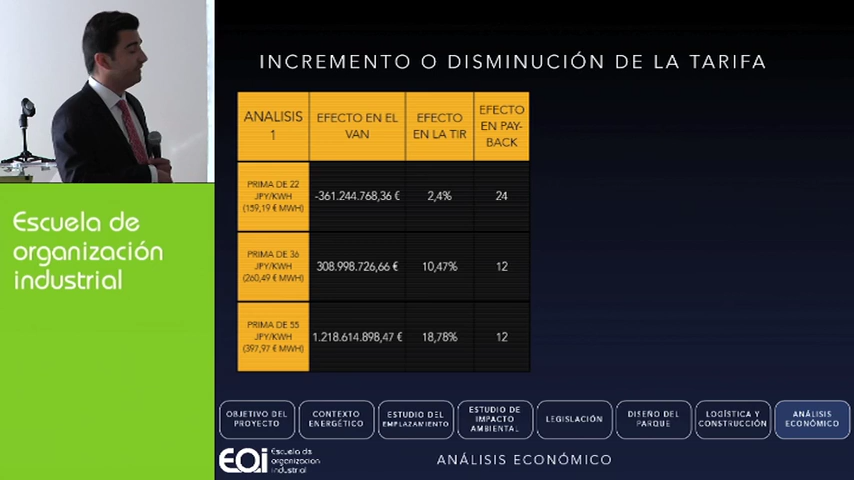 INCREMENTO O DISMINUCIÓN DE LA TARIFA
ANALISIS
1
EFECTO EN EL
VAN
EFECTO
EN LA TIR
EFECTO
EN PAY-
BACK
PRIMA DE 22
JPY/KWH
(159,19 € MWH)
-361.244.768,36 €
2,4%
24
PRIMA DE 36
JPY/KWH
(260,49 € MWH)
308.998.726,66 €
10,47%
12
PRIMA DE 55
JPY/KWH
(397,97 € MWH)
1.218.614.898,47 €
18,78%
12
Escuela de
organización
industrial
OBJETIVO DEL
PROYECTO
CONTEXTO
ENERGÉTICO
ESTUDIO DEL
EMPLAZAMIENTO
ESTUDIO DE
IMPACTO
AMBIENTAL
LEGISLACIÓN
DISEÑO DEL
PARQUE
LOGÍSTICA Y
CONSTRUCCIÓN
ANÁLISIS
ECONÓMICO
EOi
Escuela de
organización
industrial
ANÁLISIS ECONÓMICO